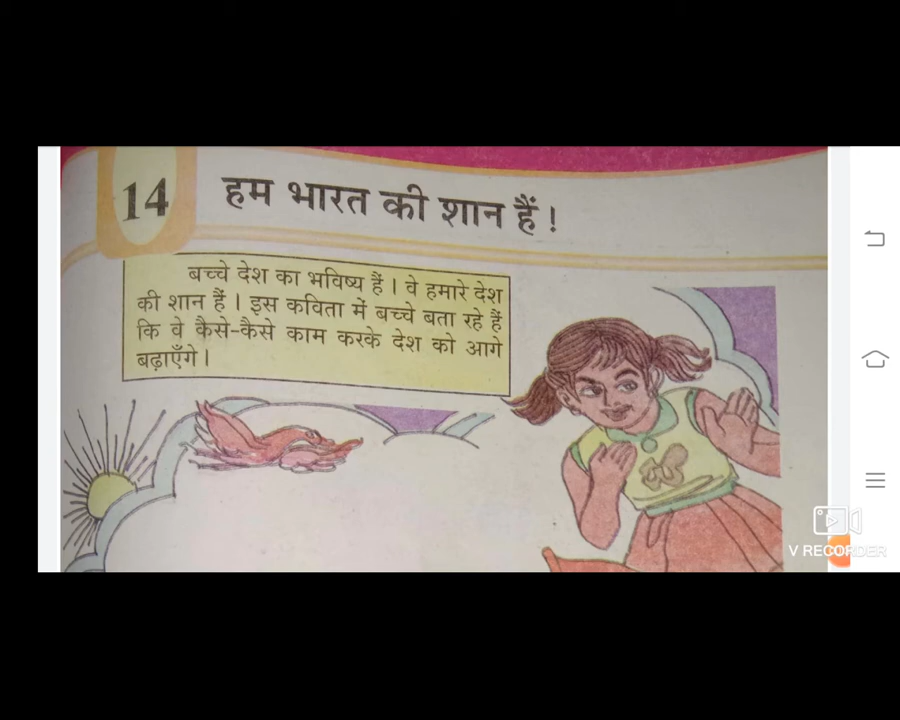 14
हम भारत की शान हैं !
बच्चे देश का भविष्य हैं । वे हमारे देश
की शान हैं । इस कविता में बच्चे बता रहे हैं
कि वे कैसे-कैसे काम करके देश को आगे
बढ़ाएँगे ।
V RECORDER